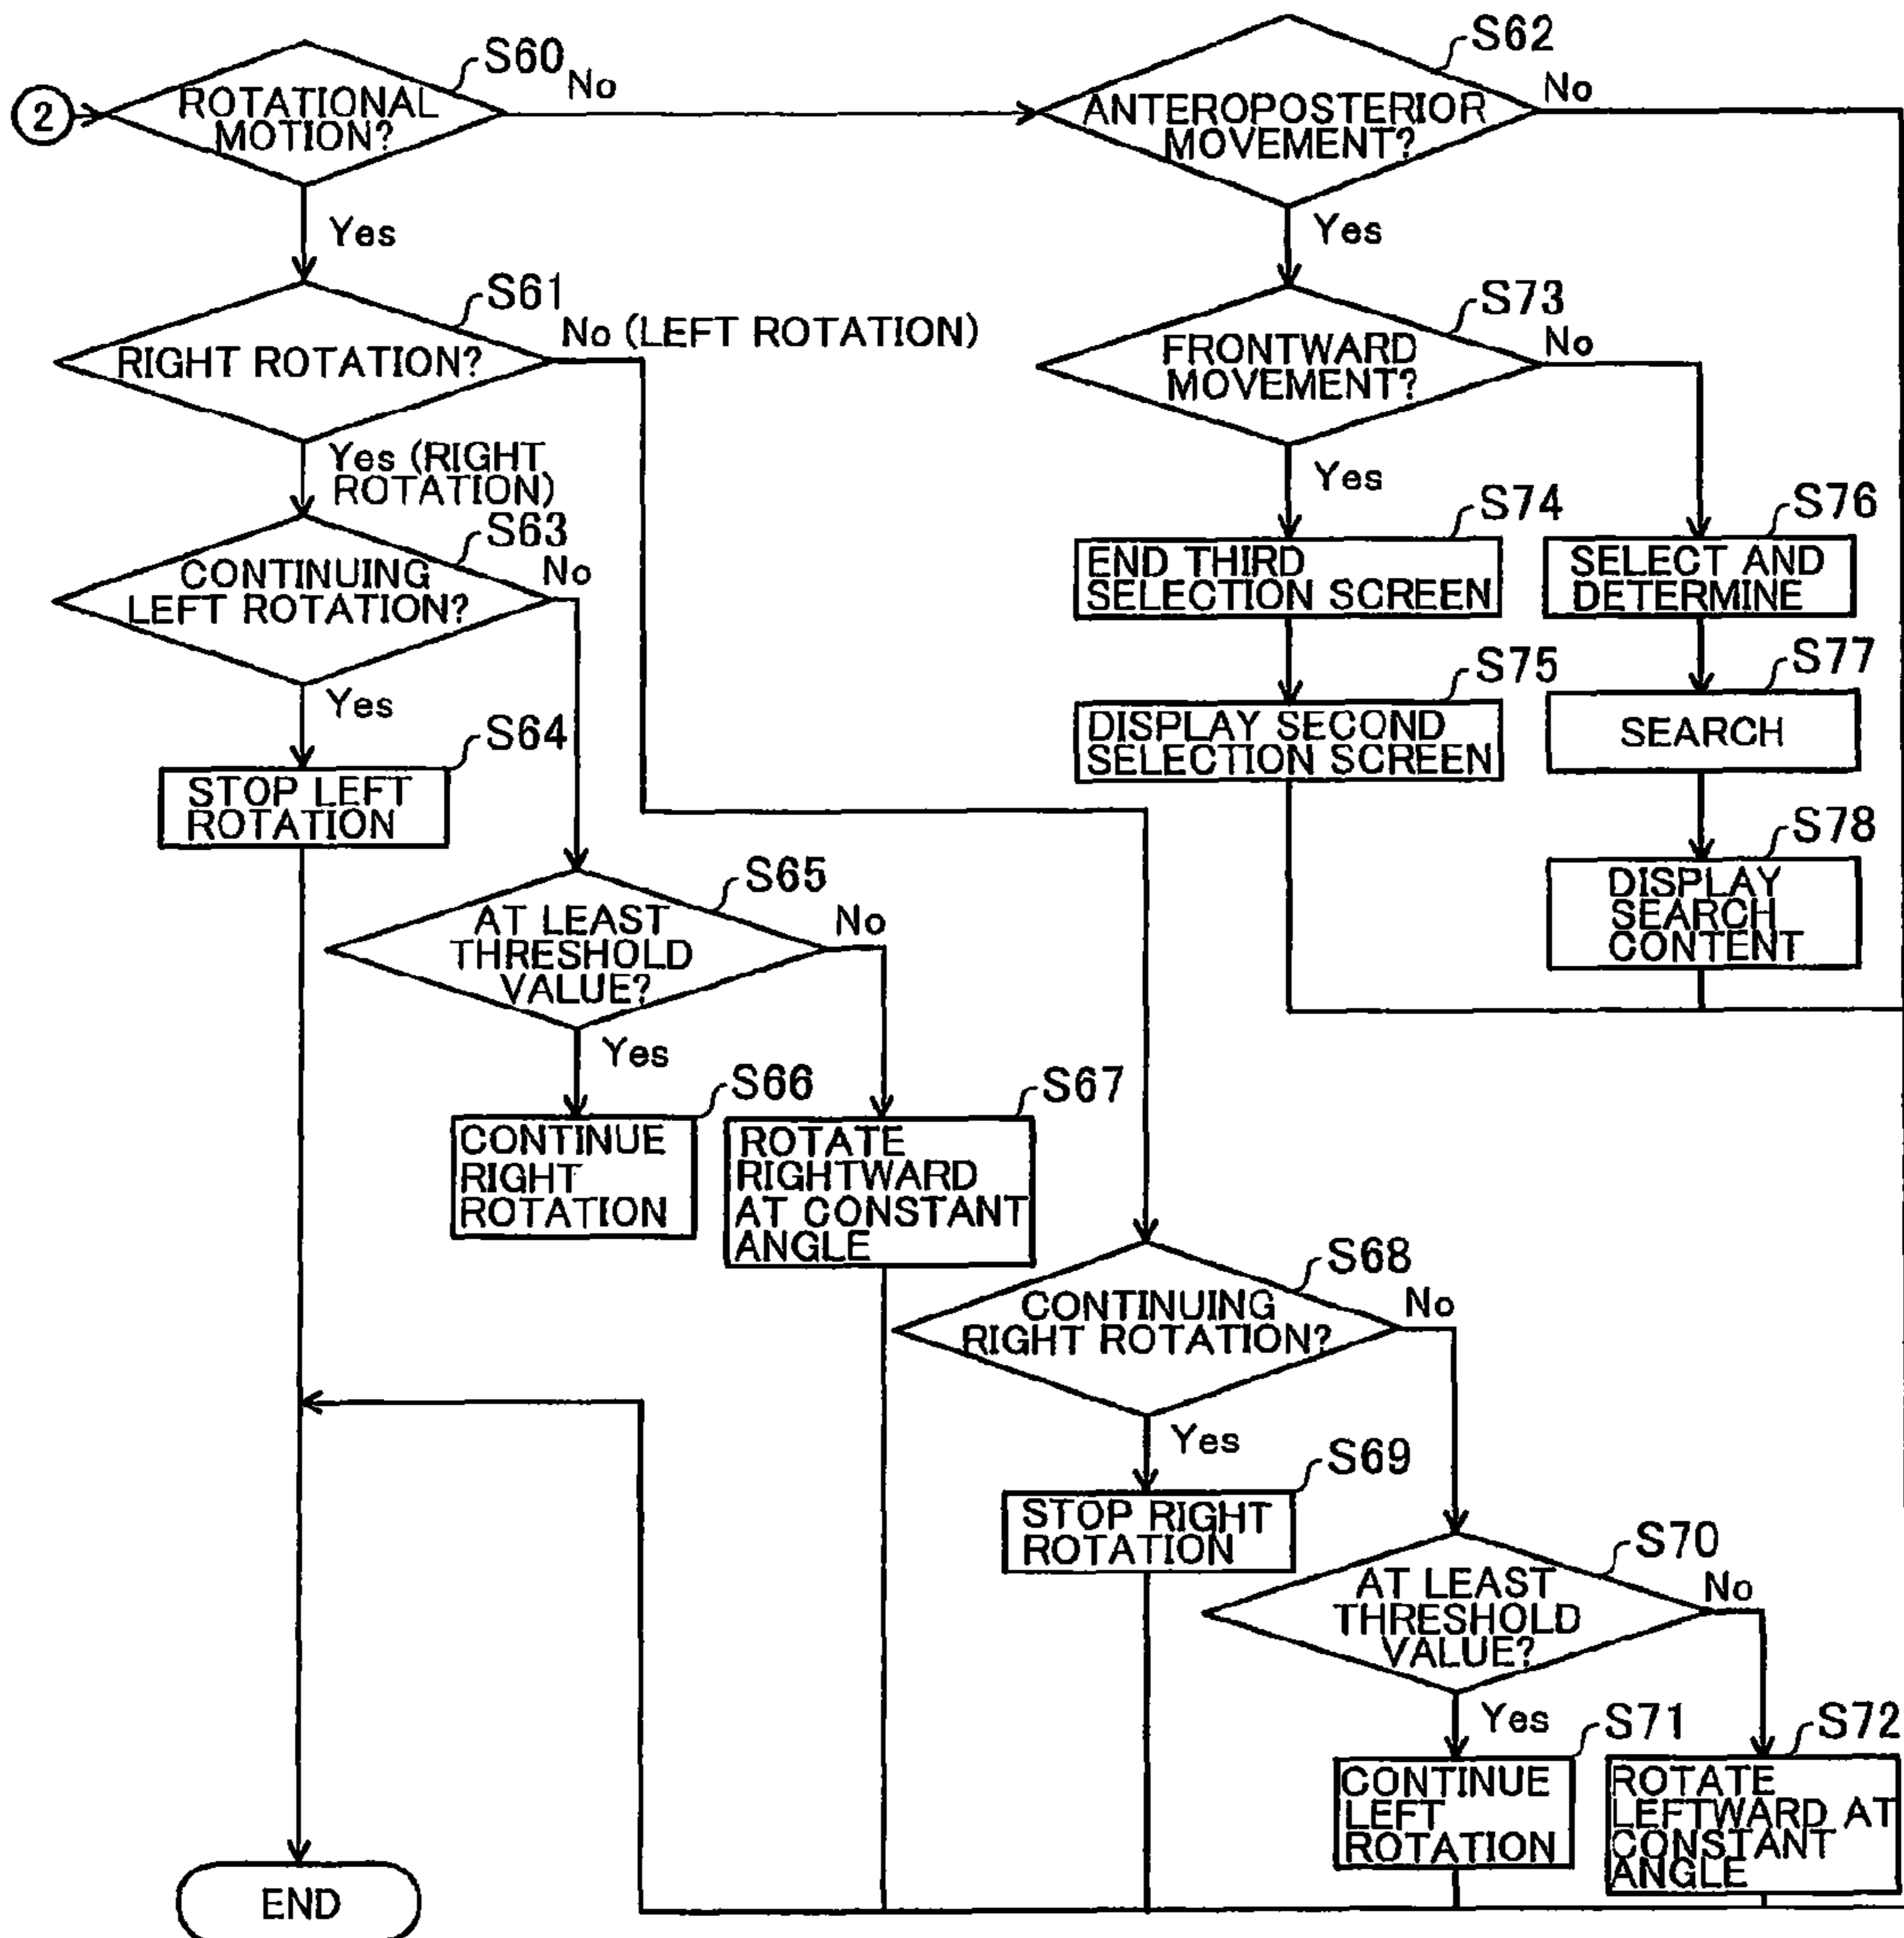 2
S60
ROTATIONAL
MOTION?
No
Yes
S62
ANTEROPOSTERIOR
MOVEMENT?
No
Yes
S61
RIGHT ROTATION?
No (LEFT ROTATION)
Yes (RIGHT
ROTATION)
S73
FRONTWARD
MOVEMENT?
No
Yes
S63
CONTINUING
LEFT ROTATION?
No
Yes
S74
END THIRD
SELECTION SCREEN
S76
SELECT AND
DETERMINE
S64
STOP LEFT
ROTATION
S75
DISPLAY SECOND
SELECTION SCREEN
S77
SEARCH
S78
DISPLAY
SEARCH
CONTENT
S65
AT LEAST
THRESHOLD
VALUE?
No
Yes
S66
CONTINUE
RIGHT
ROTATION
S67
ROTATE
RIGHTWARD
AT CONSTANT
ANGLE
S68
CONTINUING
RIGHT ROTATION?
No
Yes
S69
STOP RIGHT
ROTATION
S70
AT LEAST
THRESHOLD
VALUE?
No
Yes
S71
CONTINUE
LEFT
ROTATION
S72
ROTATE
LEFTWARD AT
CONSTANT
ANGLE
END